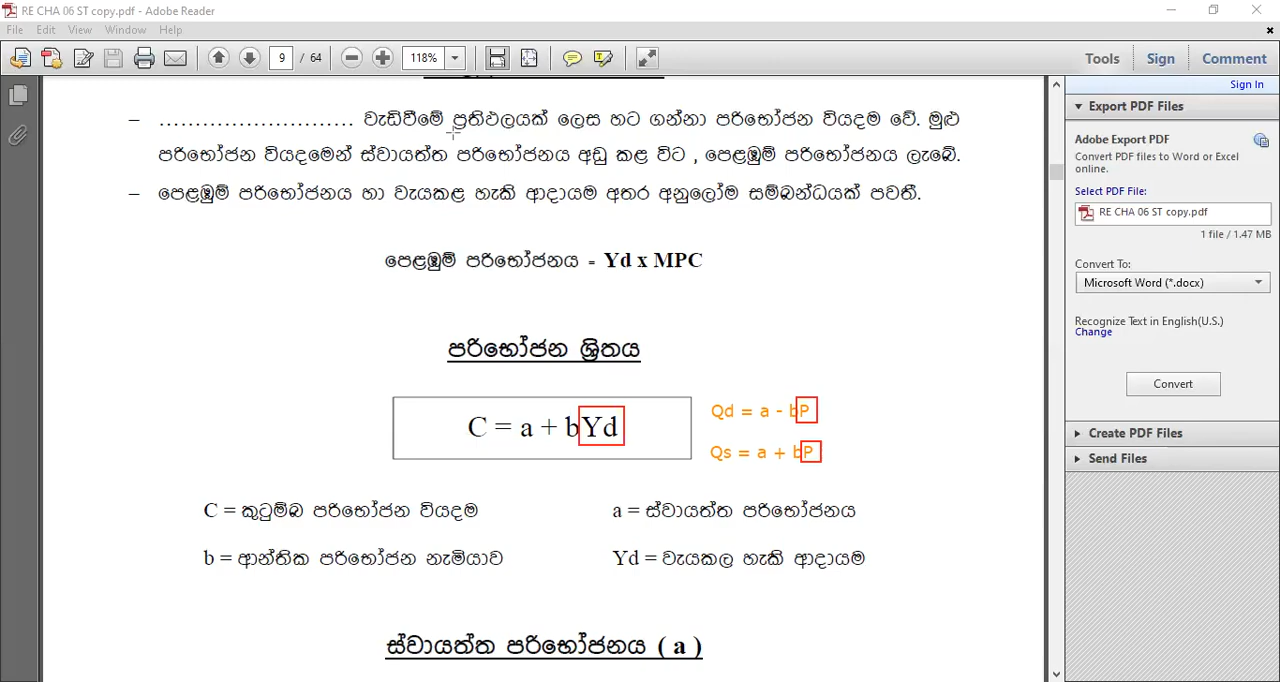 RE CHA 06 ST copy.pdf - Adobe Reader
File Edit View Window Help
9 / 64 118% Tools Sign Comment
Sign In
Export PDF Files
Adobe Export PDF
Convert PDF files to Word or Excel
online.
Select PDF File:
RE CHA 06 ST copy.pdf
1 file / 1.47 MB
Convert To:
Microsoft Word (*.docx)
Recognize Text in English(U.S.)
Change
Convert
Create PDF Files
Send Files
– ........................... වැඩිවීමේ ප්‍රතිඵලයක් ලෙස හට ගන්නා පරිභෝජන වියදම වේ. මුළු
පරිභෝජන වියදමෙන් ස්වායත්ත පරිභෝජනය අඩු කළ විට , පෙළඹුම් පරිභෝජනය ලැබේ.
– පෙළඹුම් පරිභෝජනය හා වැයකළ හැකි ආදායම අතර අනුලෝම සම්බන්ධයක් පවතී.
පෙළඹුම් පරිභෝජනය = Yd x MPC
පරිභෝජන ශ්‍රිතය
C = a + bYd
Qd = a - bP
Qs = a + bP
C = කුටුම්බ පරිභෝජන වියදම a = ස්වායත්ත පරිභෝජනය
b = ආන්තික පරිභෝජන නැමියාව Yd = වැයකල හැකි ආදායම
ස්වායත්ත පරිභෝජනය ( a )